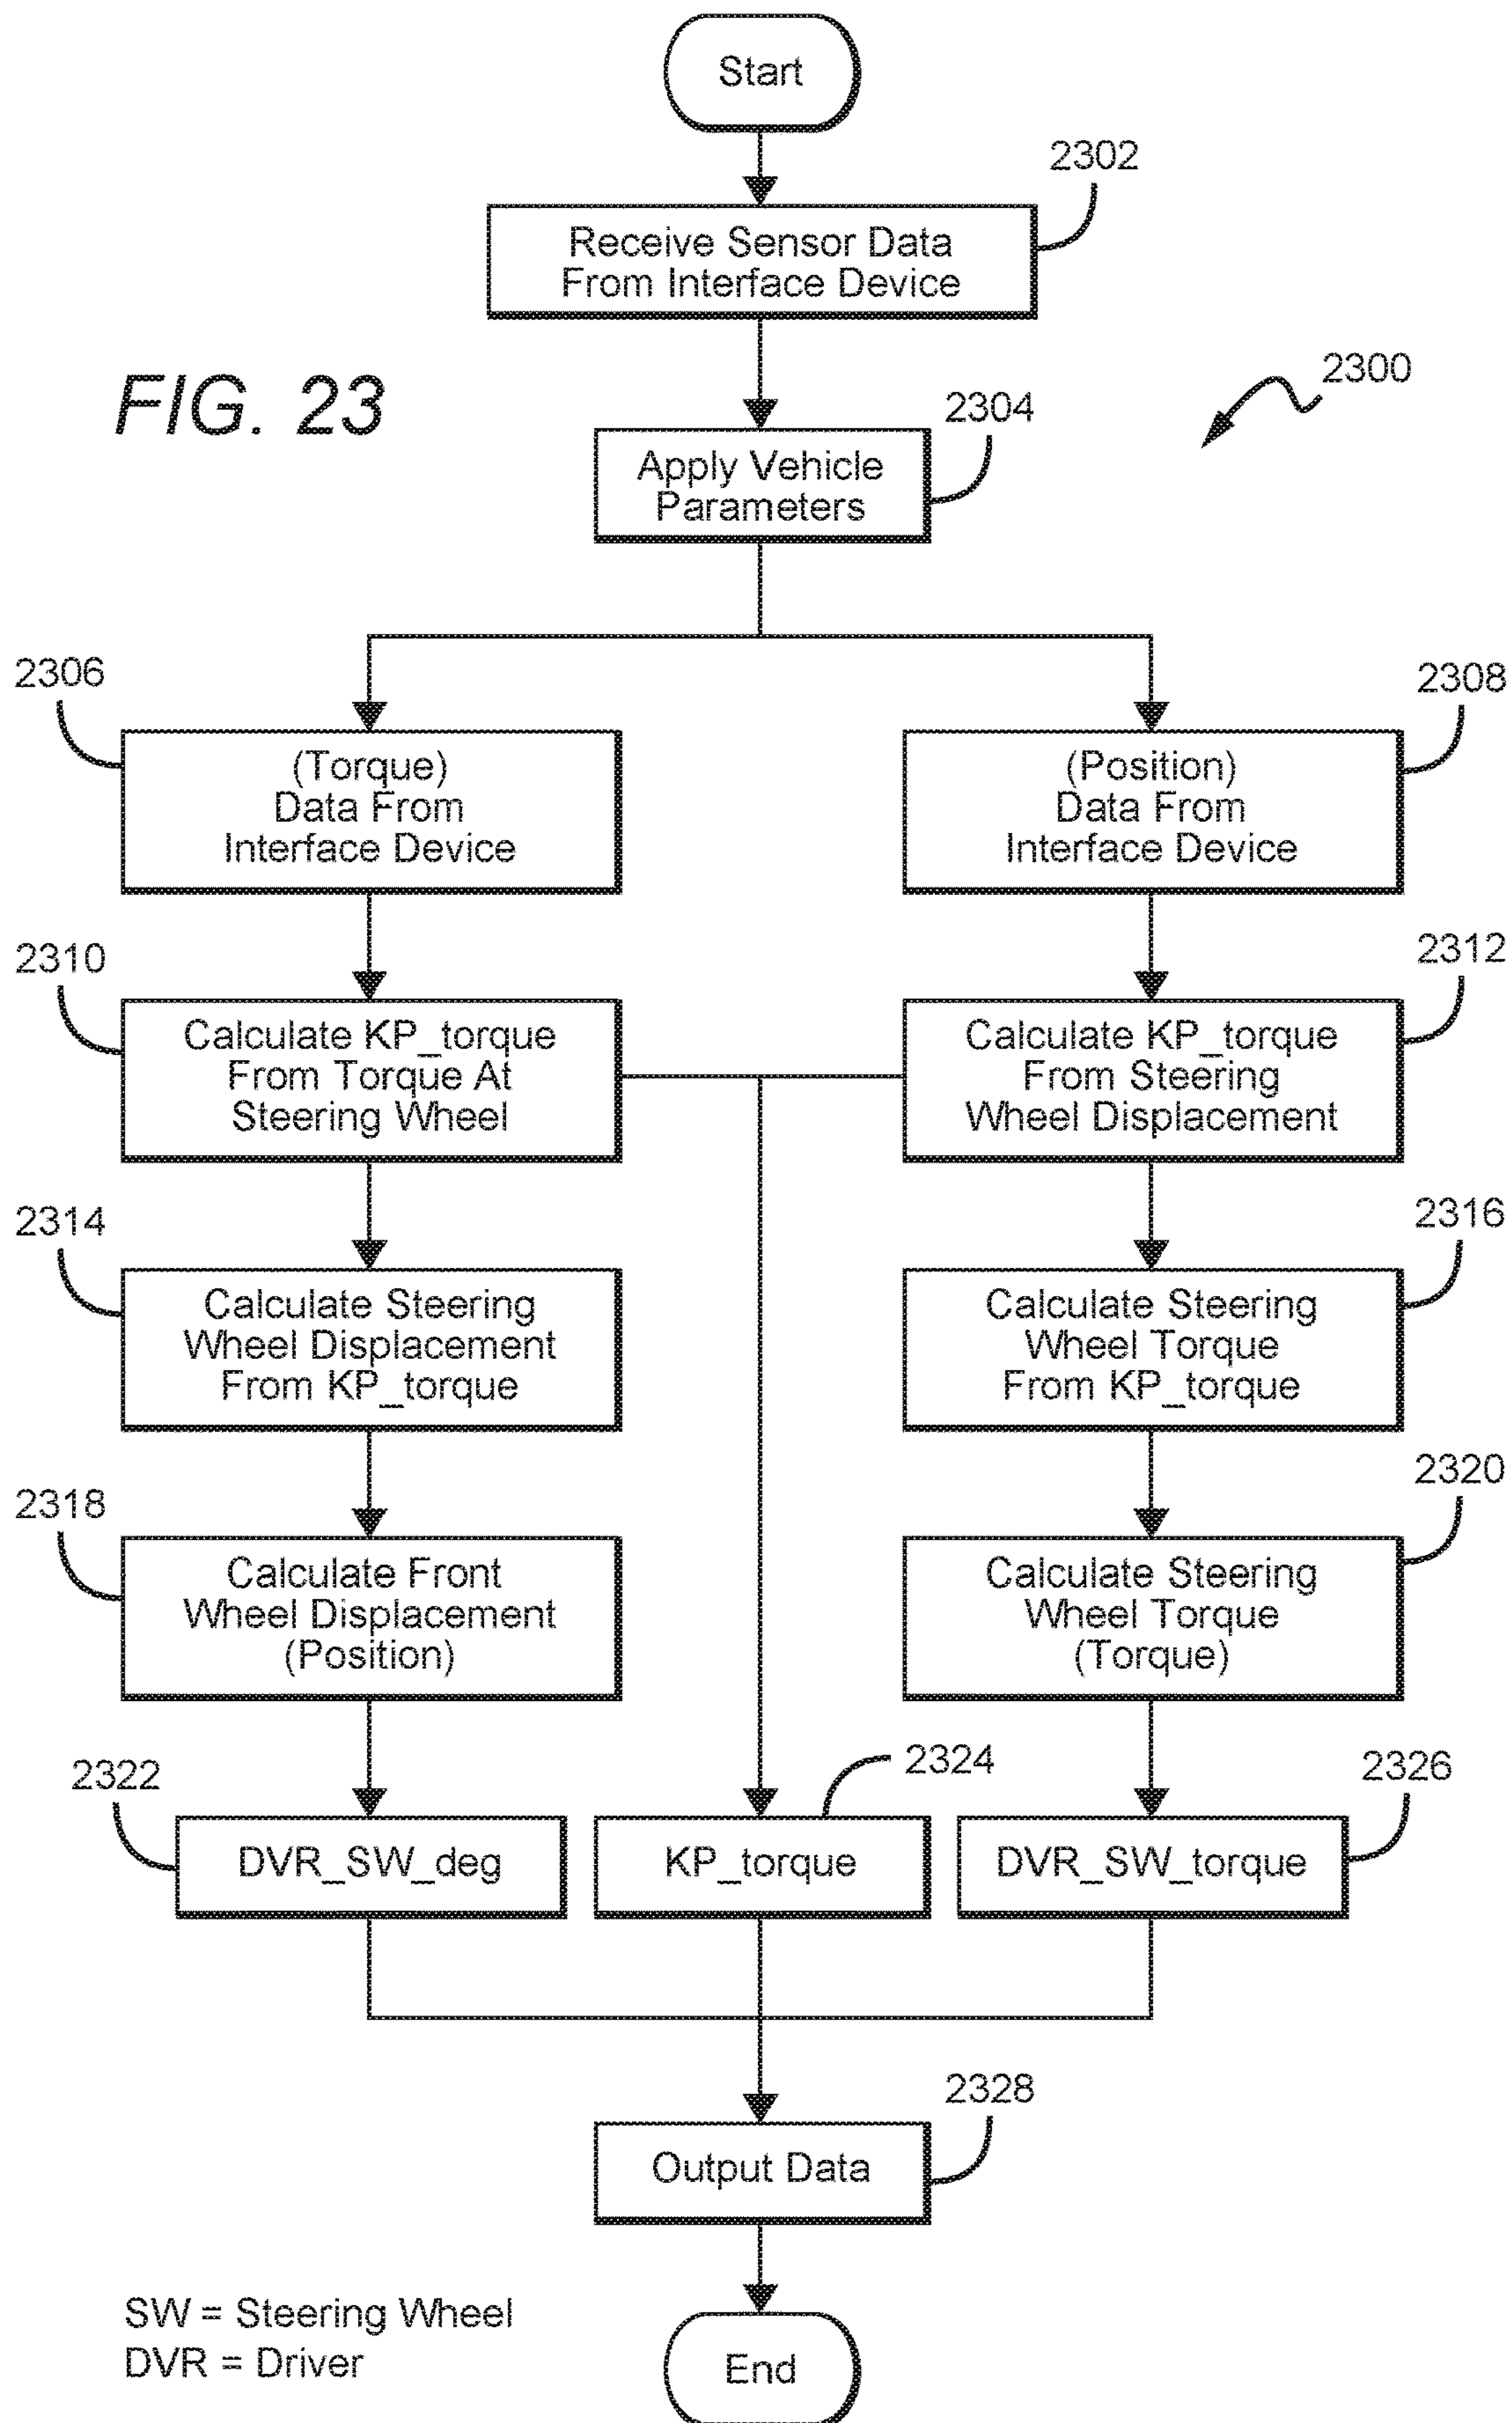 Start
2302
Receive Sensor Data
From Interface Device
FIG. 23
2300
2304
Apply Vehicle
Parameters
2306
2308
(Torque)
Data From
Interface Device
(Position)
Data From
Interface Device
2310
2312
Calculate KP_torque
From Torque At
Steering Wheel
Calculate KP_torque
From Steering
Wheel Displacement
2314
2316
Calculate Steering
Wheel Displacement
From KP_torque
Calculate Steering
Wheel Torque
From KP_torque
2318
2320
Calculate Front
Wheel Displacement
(Position)
Calculate Steering
Wheel Torque
(Torque)
2322
2324
2326
DVR_SW_deg
KP_torque
DVR_SW_torque
2328
Output Data
SW = Steering Wheel
DVR = Driver
End